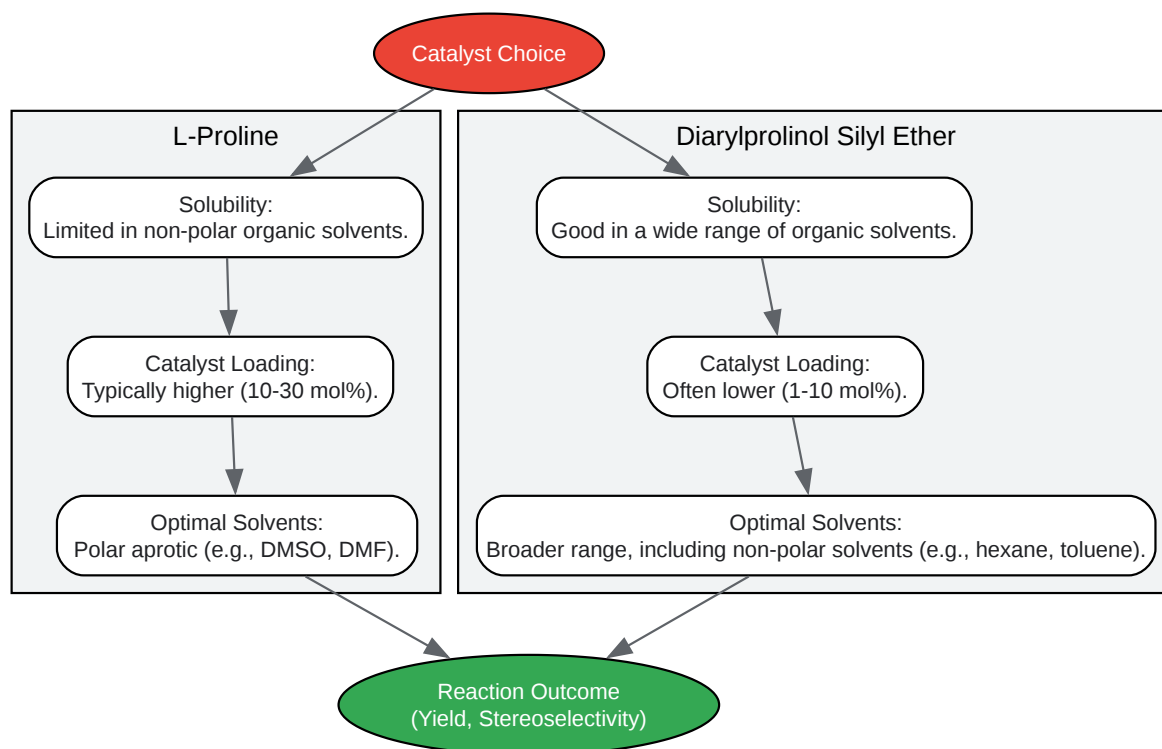 Catalyst Choice
L-Proline
Solubility:
Limited in non-polar organic solvents.
Catalyst Loading:
Typically higher (10-30 mol%).
Optimal Solvents:
Polar aprotic (e.g., DMSO, DMF).
Diarylprolinol Silyl Ether
Solubility:
Good in a wide range of organic solvents.
Catalyst Loading:
Often lower (1-10 mol%).
Optimal Solvents:
Broader range, including non-polar solvents (e.g., hexane, toluene).
Reaction Outcome
(Yield, Stereoselectivity)